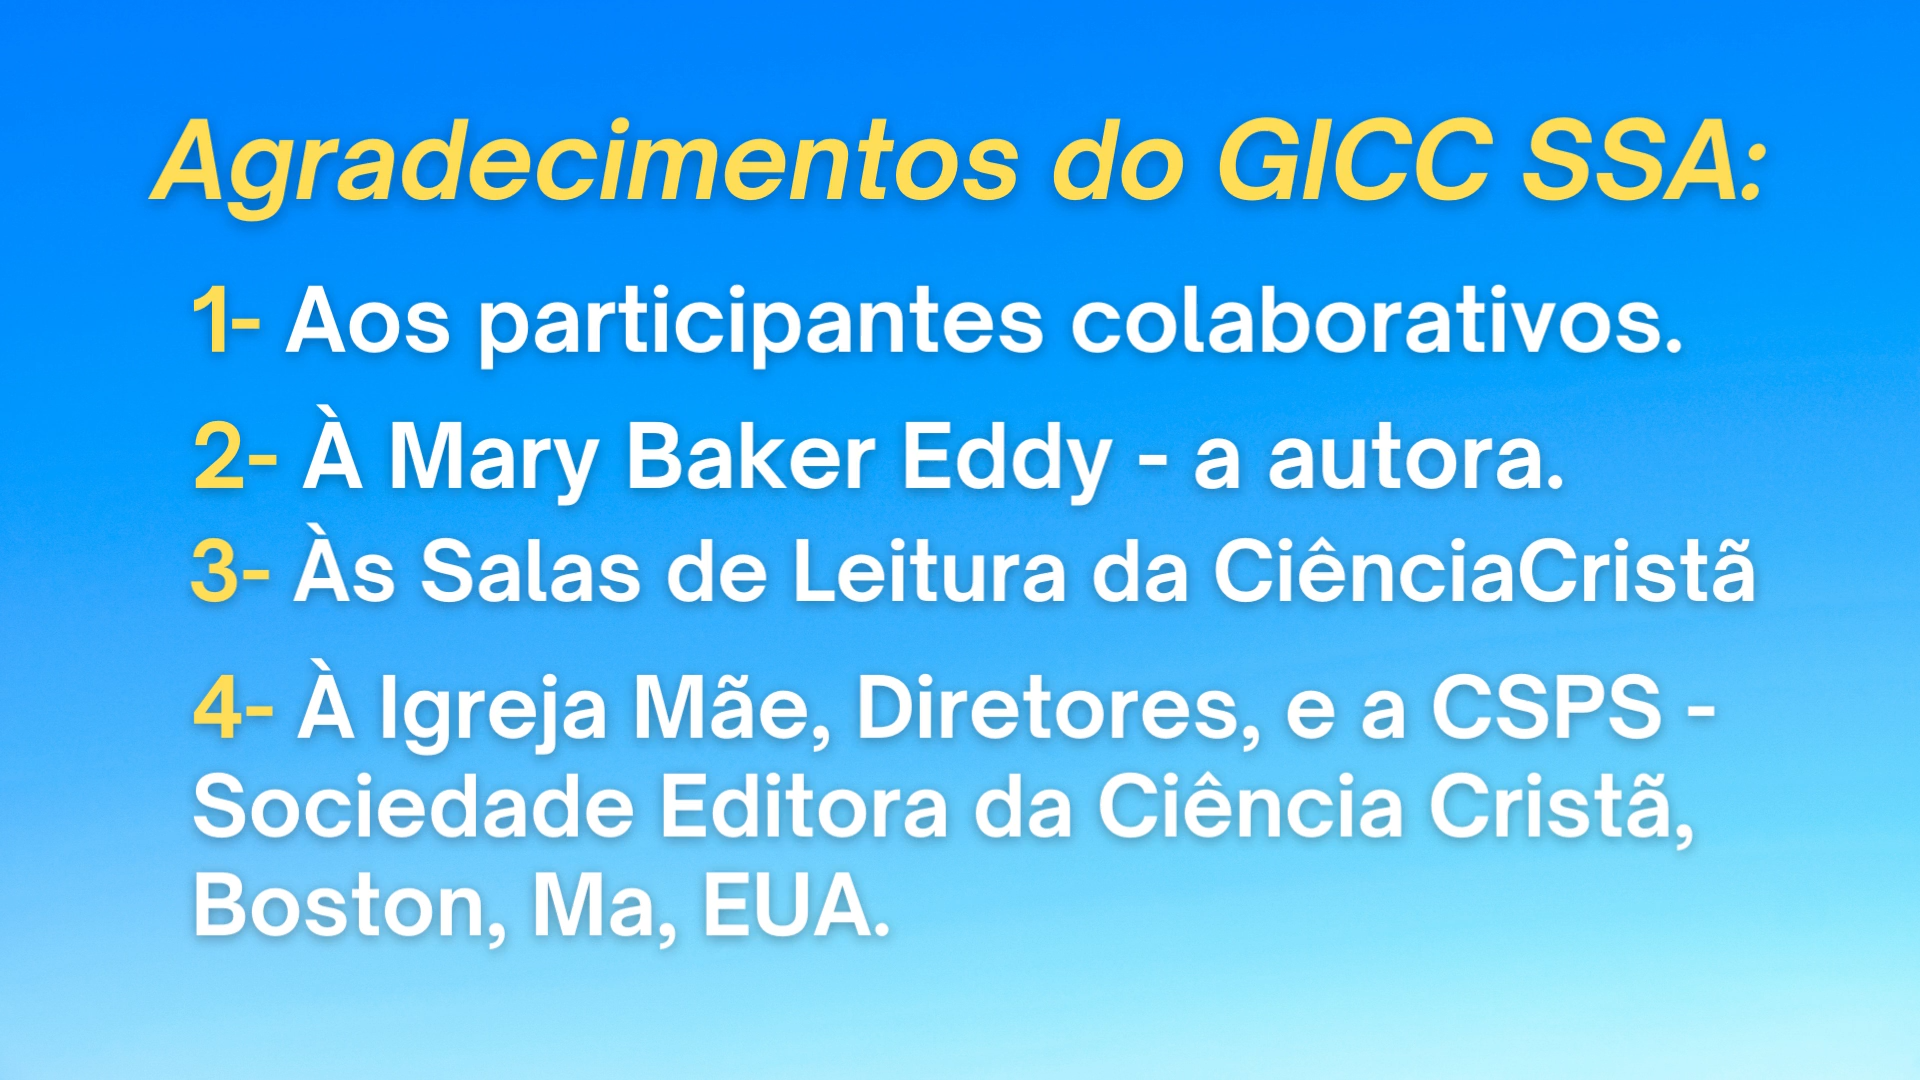 Agradecimentos do GICC SSA:
1- Aos participantes colaborativos.
2- À Mary Baker Eddy - a autora.
3- Às Salas de Leitura da CiênciaCristã
4- À Igreja Mãe, Diretores, e a CSPS -
Sociedade Editora da Ciência Cristã,
Boston, Ma, EUA.